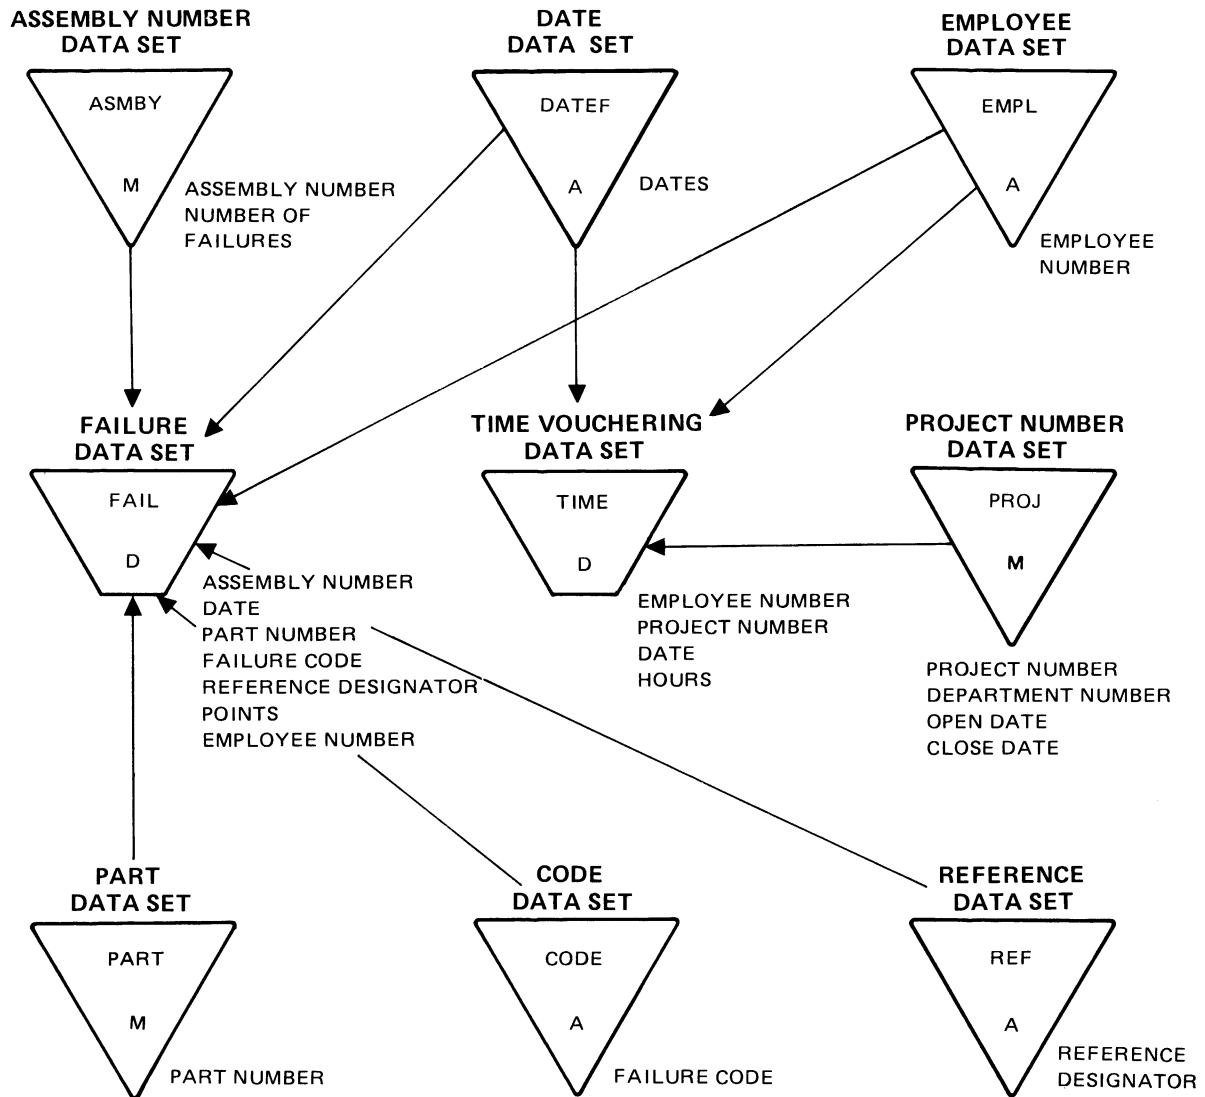 ASSEMBLY NUMBER
DATA SET
ASMBY
M
ASSEMBLY NUMBER
NUMBER OF
FAILURES
DATE
DATA SET
DATEF
A
DATES
EMPLOYEE
DATA SET
EMPL
A
EMPLOYEE
NUMBER
FAILURE
DATA SET
FAIL
D
ASSEMBLY NUMBER
DATE
PART NUMBER
FAILURE CODE
REFERENCE DESIGNATOR
POINTS
EMPLOYEE NUMBER
TIME VOUCHERING
DATA SET
TIME
D
EMPLOYEE NUMBER
PROJECT NUMBER
DATE
HOURS
PROJECT NUMBER
DATA SET
PROJ
M
PROJECT NUMBER
DEPARTMENT NUMBER
OPEN DATE
CLOSE DATE
PART
DATA SET
PART
M
PART NUMBER
CODE
DATA SET
CODE
A
FAILURE CODE
REFERENCE
DATA SET
REF
A
REFERENCE
DESIGNATOR